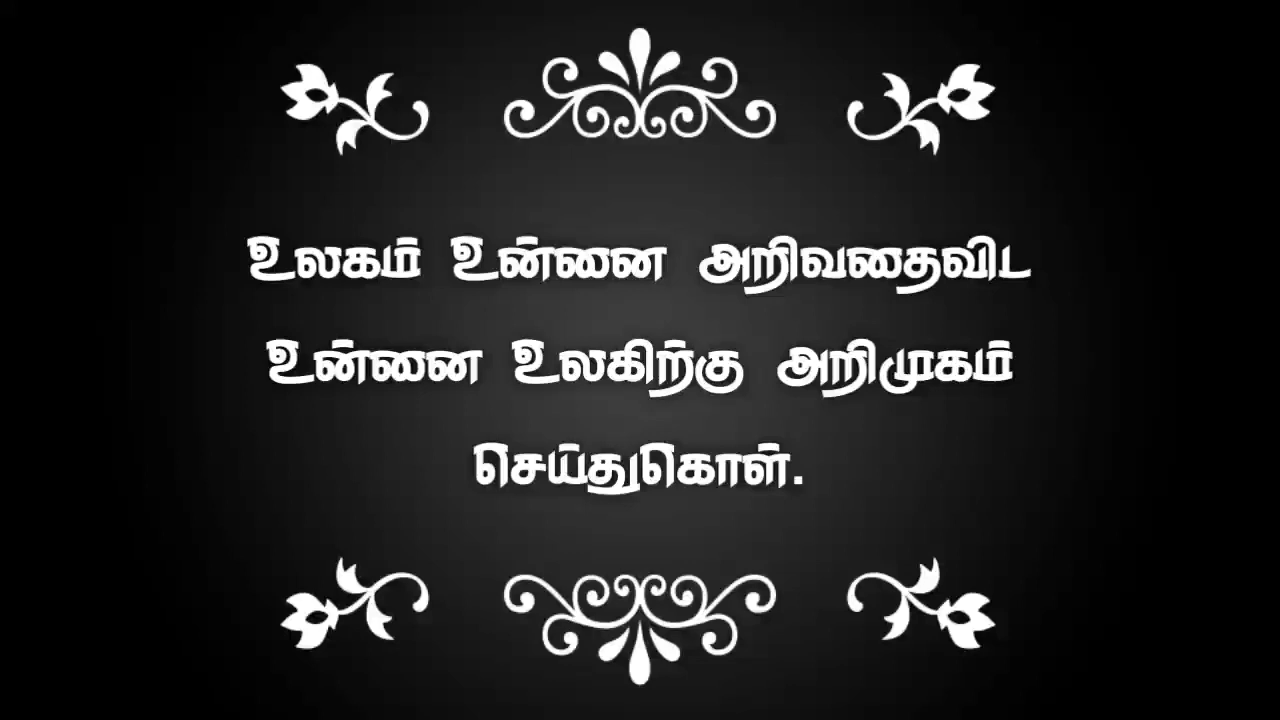 உலகம் உன்னை அறிவதைவிட
உன்னை உலகிற்கு அறிமுகம்
செய்துகொள்.